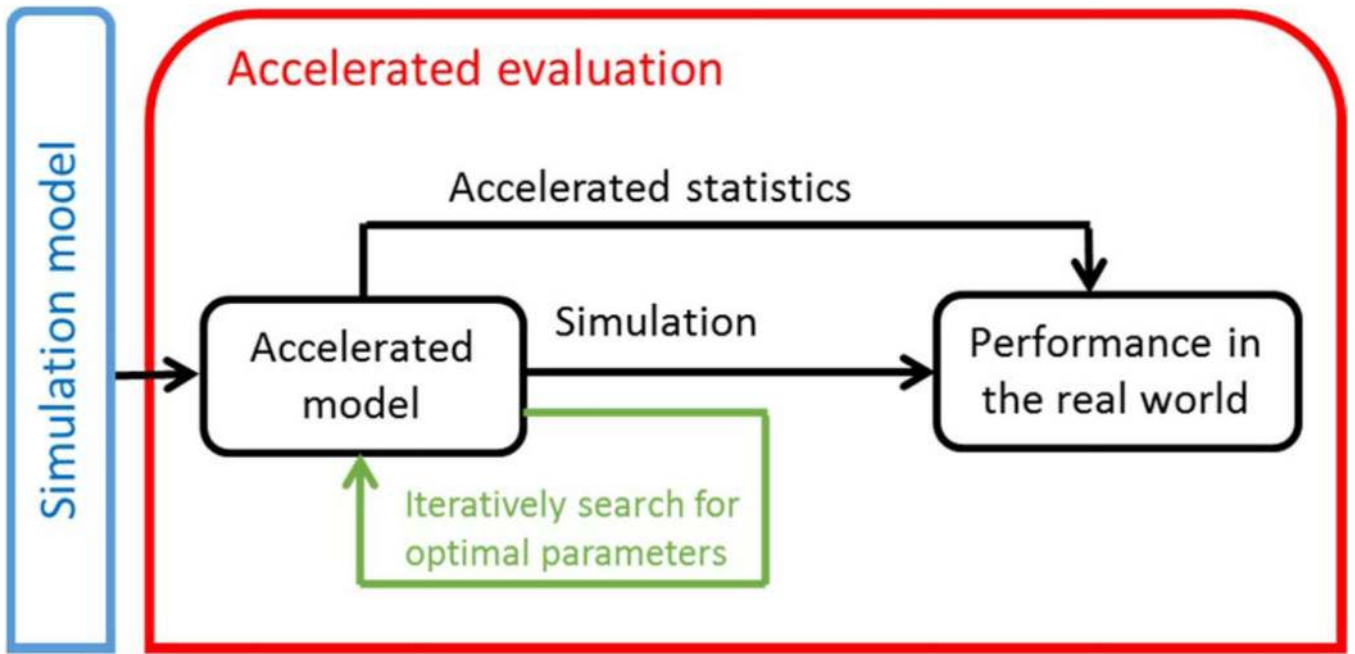 Simulation model
Accelerated evaluation
Accelerated statistics
Accelerated
model
Simulation
Performance in
the real world
Iteratively search for
optimal parameters